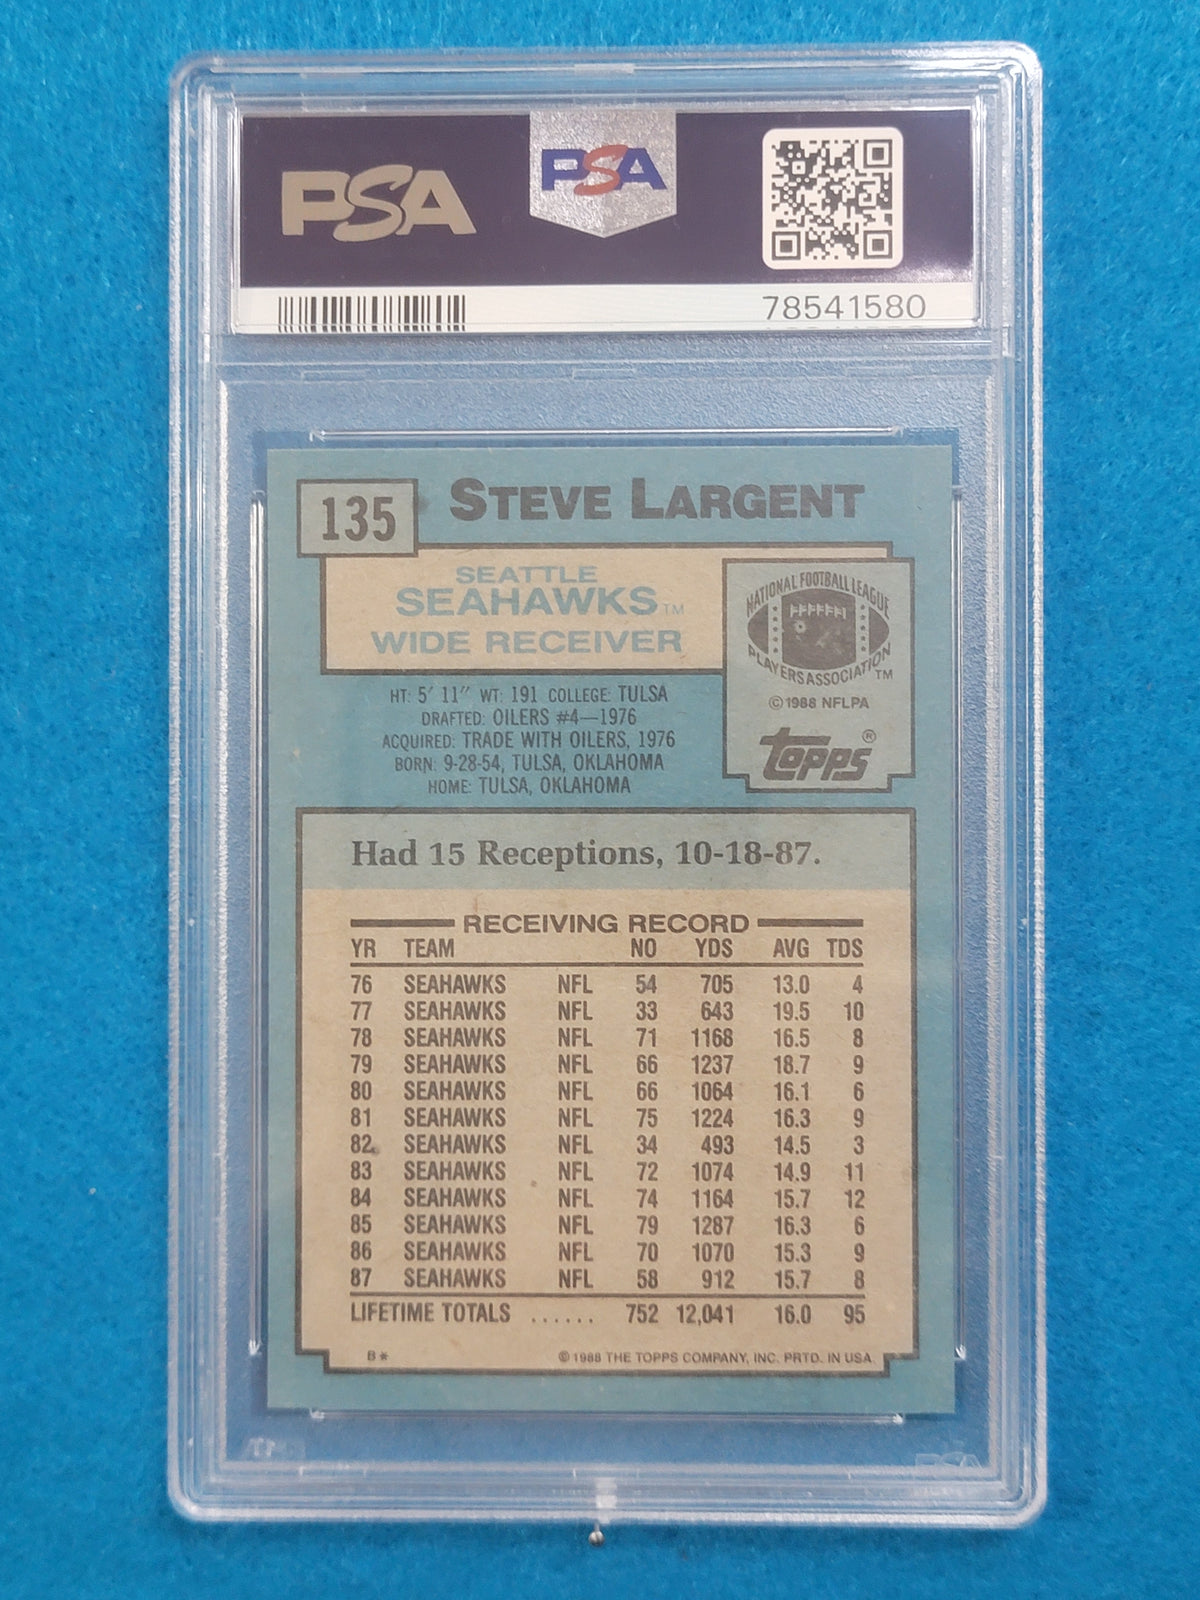 PSA
PSA
78541580
135
STEVE LARGENT
SEATTLE
SEAHAWKS™
WIDE RECEIVER
NATIONAL FOOTBALL LEAGUE
PLAYERS ASSOCIATION™
©1988 NFLPA
TOPPS®
HT: 5' 11" WT: 191 COLLEGE: TULSA
DRAFTED: OILERS #4—1976
ACQUIRED: TRADE WITH OILERS, 1976
BORN: 9-28-54, TULSA, OKLAHOMA
HOME: TULSA, OKLAHOMA
Had 15 Receptions, 10-18-87.
RECEIVING RECORD
YR TEAM NO YDS AVG TDS
76 SEAHAWKS NFL 54 705 13.0 4
77 SEAHAWKS NFL 33 643 19.5 10
78 SEAHAWKS NFL 71 1168 16.5 8
79 SEAHAWKS NFL 66 1237 18.7 9
80 SEAHAWKS NFL 66 1064 16.1 6
81 SEAHAWKS NFL 75 1224 16.3 9
82 SEAHAWKS NFL 34 493 14.5 3
83 SEAHAWKS NFL 72 1074 14.9 11
84 SEAHAWKS NFL 74 1164 15.7 12
85 SEAHAWKS NFL 79 1287 16.3 6
86 SEAHAWKS NFL 70 1070 15.3 9
87 SEAHAWKS NFL 58 912 15.7 8
LIFETIME TOTALS ...... 752 12,041 16.0 95
B* ©1988 THE TOPPS COMPANY, INC. PRTD. IN USA.
PSA